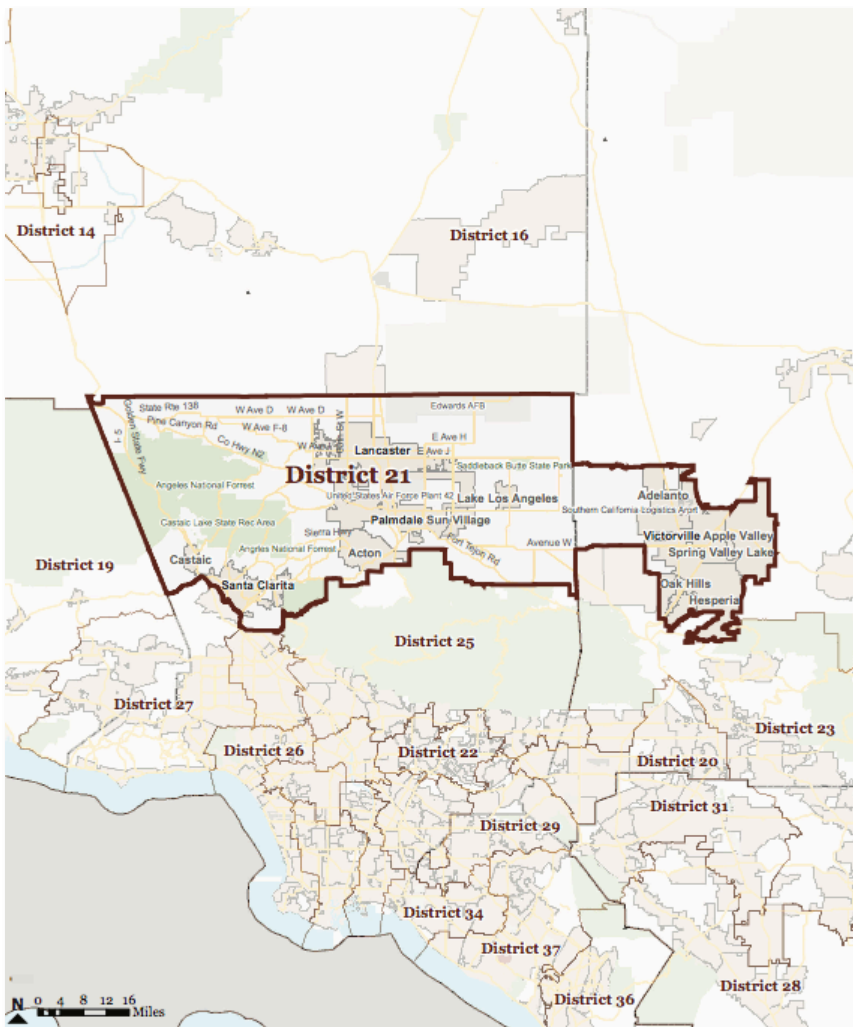 District 14
District 16
State Rte 138
W Ave D
W Ave D
Edwards AFB
Pine Canyon Rd
W Ave F-8
Golden State Fwy
I- 5
Co Hwy N2
E Ave H
Lancaster
E Ave J
District 21
Saddleback Butte State Park
Angeles National Forrest
United States Air Force Plant 42
Lake Los Angeles
Adelanto
Southern California Logistics Airort
Castaic Lake State Rec Area
Palmdale
Sun Village
Sierra Hwy
Fort Tejon Rd
Avenue W
Victorville
Apple Valley
Angeles National Forrest
Acton
Spring Valley Lake
Castaic
District 19
Santa Clarita
Oak Hills
Hesperia
District 25
District 27
District 23
District 26
District 22
District 20
District 31
District 29
District 34
District 37
District 28
District 36
N
0 4 8 12 16
Miles